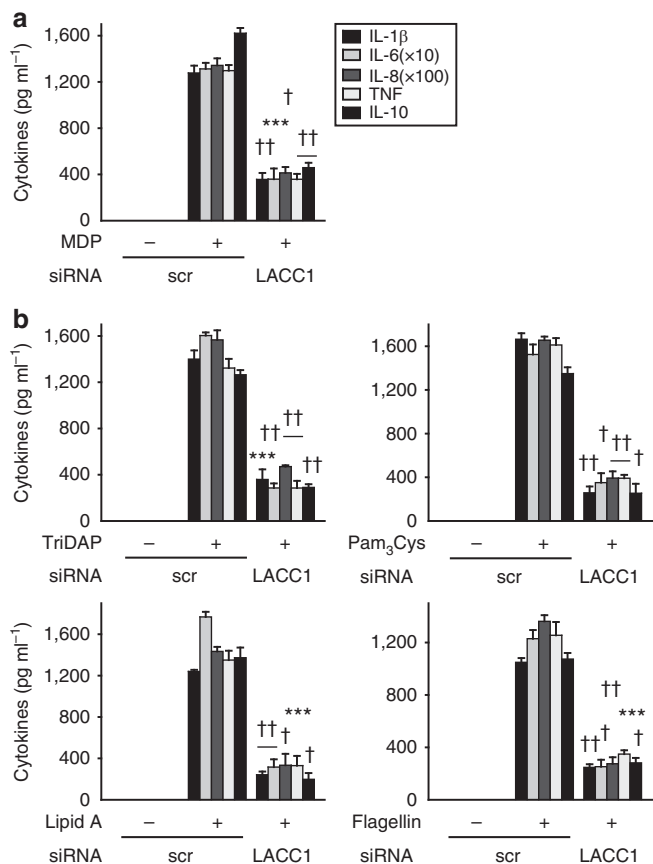 a
IL-1β
IL-6(×10)
IL-8(×100)
TNF
IL-10
Cytokines (pg ml⁻¹)
1,600
1,200
800
400
0
†
***
††
††
MDP – + +
siRNA scr LACC1
b
Cytokines (pg ml⁻¹)
1,600
1,200
800
400
0
††
††
***
††
TriDAP – + +
siRNA scr LACC1
1,600
1,200
800
400
0
†
††
††
†
Pam₃Cys – + +
siRNA scr LACC1
Cytokines (pg ml⁻¹)
1,600
1,200
800
400
0
***
††
†
†
Lipid A – + +
siRNA scr LACC1
1,200
800
400
0
††
***
††
†
†
Flagellin – + +
siRNA scr LACC1